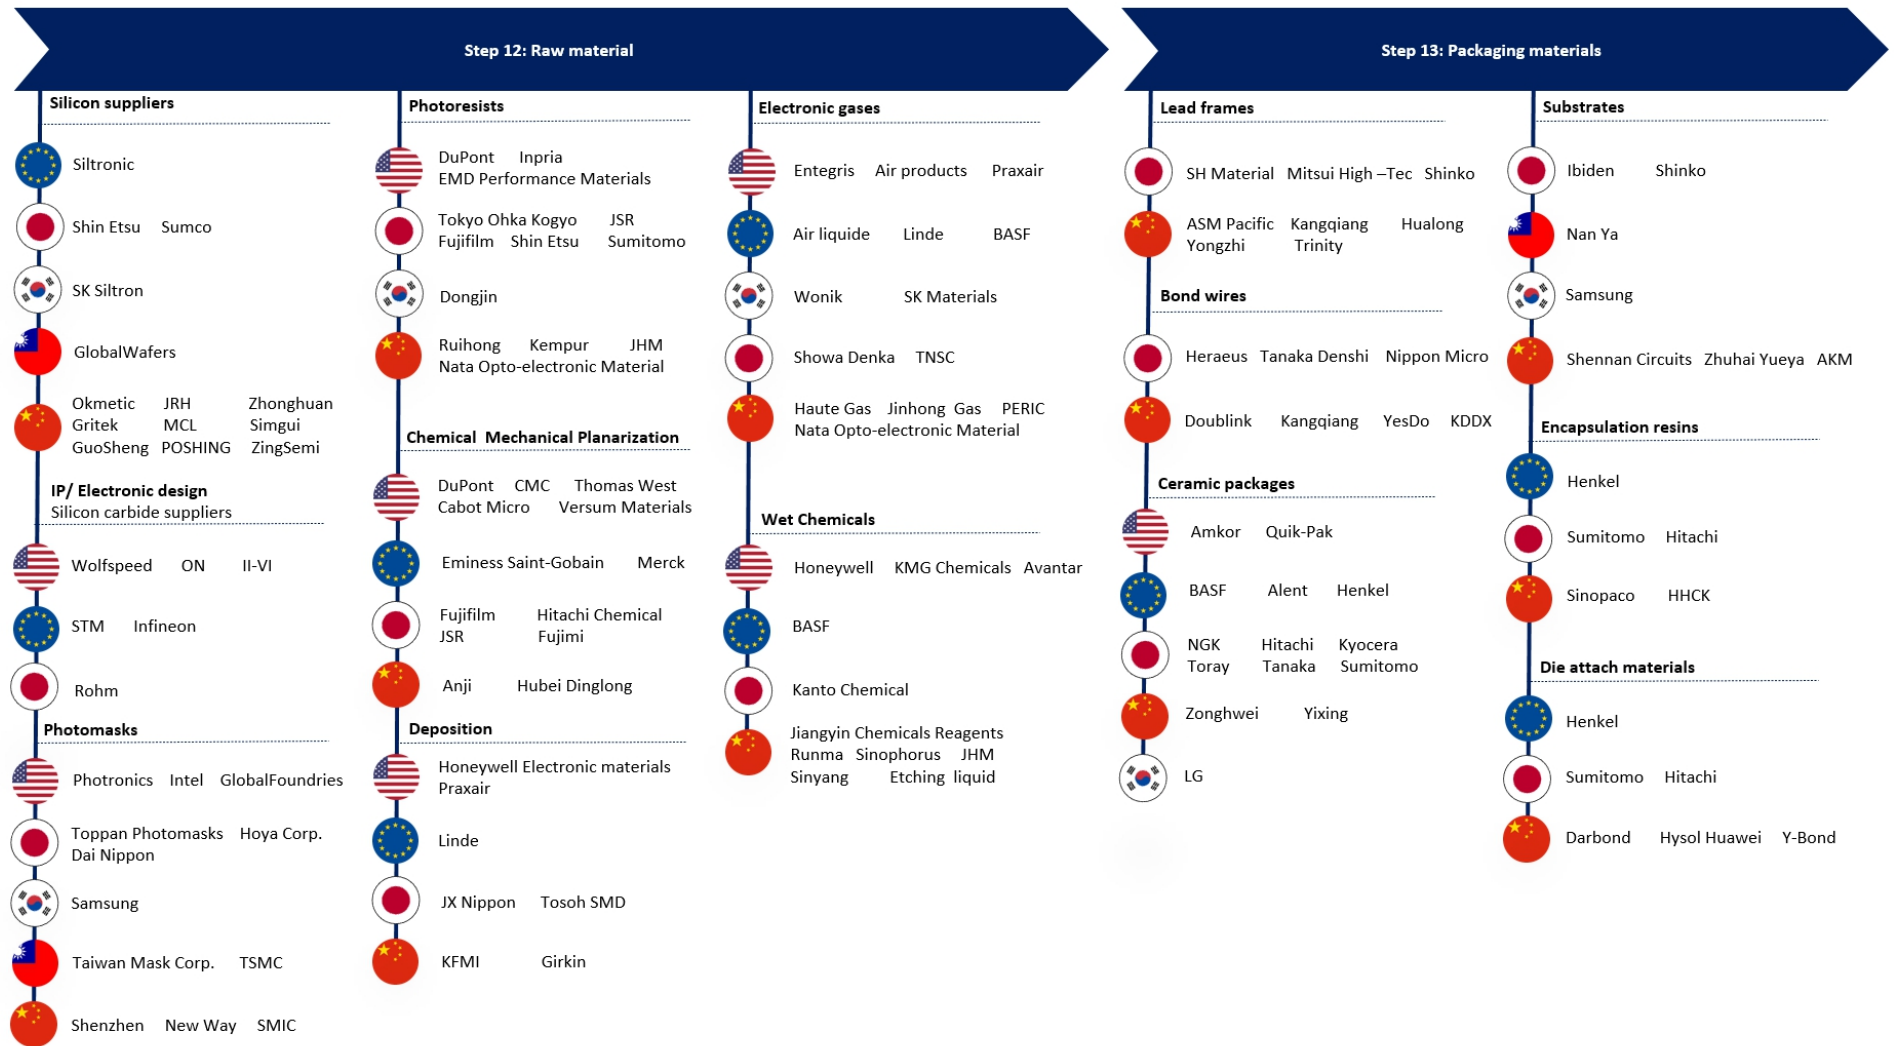 Step 12: Raw material
Silicon suppliers
Siltronic
Shin Etsu Sumco
SK Siltron
GlobalWafers
Okmetic JRH Zhonghuan
Gritek MCL Simgui
GuoSheng POSHING ZingSemi
IP/ Electronic design
Silicon carbide suppliers
Wolfspeed ON II-VI
STM Infineon
Rohm
Photomasks
Photronics Intel GlobalFoundries
Toppan Photomasks Hoya Corp.
Dai Nippon
Samsung
Taiwan Mask Corp. TSMC
Shenzhen New Way SMIC
Photoresists
DuPont Inpria
EMD Performance Materials
Tokyo Ohka Kogyo JSR
Fujifilm Shin Etsu Sumitomo
Dongjin
Ruihong Kempur JHM
Nata Opto-electronic Material
Chemical Mechanical Planarization
DuPont CMC Thomas West
Cabot Micro Versum Materials
Eminess Saint-Gobain Merck
Fujifilm Hitachi Chemical
JSR Fujimi
Anji Hubei Dinglong
Deposition
Honeywell Electronic materials
Praxair
Linde
JX Nippon Tosoh SMD
KFMI Girkin
Electronic gases
Entegris Air products Praxair
Air liquide Linde BASF
Wonik SK Materials
Showa Denka TNSC
Haute Gas Jinhong Gas PERIC
Nata Opto-electronic Material
Wet Chemicals
Honeywell KMG Chemicals Avantar
BASF
Kanto Chemical
Jiangyin Chemicals Reagents
Runma Sinophorus JHM
Sinyang Etching liquid
Step 13: Packaging materials
Lead frames
SH Material Mitsui High –Tec Shinko
ASM Pacific Kangqiang Hualong
Yongzhi Trinity
Bond wires
Heraeus Tanaka Denshi Nippon Micro
Doublink Kangqiang YesDo KDDX
Ceramic packages
Amkor Quik-Pak
BASF Alent Henkel
NGK Hitachi Kyocera
Toray Tanaka Sumitomo
Zonghwei Yixing
LG
Substrates
Ibiden Shinko
Nan Ya
Samsung
Shennan Circuits Zhuhai Yueya AKM
Encapsulation resins
Henkel
Sumitomo Hitachi
Sinopaco HHCK
Die attach materials
Henkel
Sumitomo Hitachi
Darbond Hysol Huawei Y-Bond